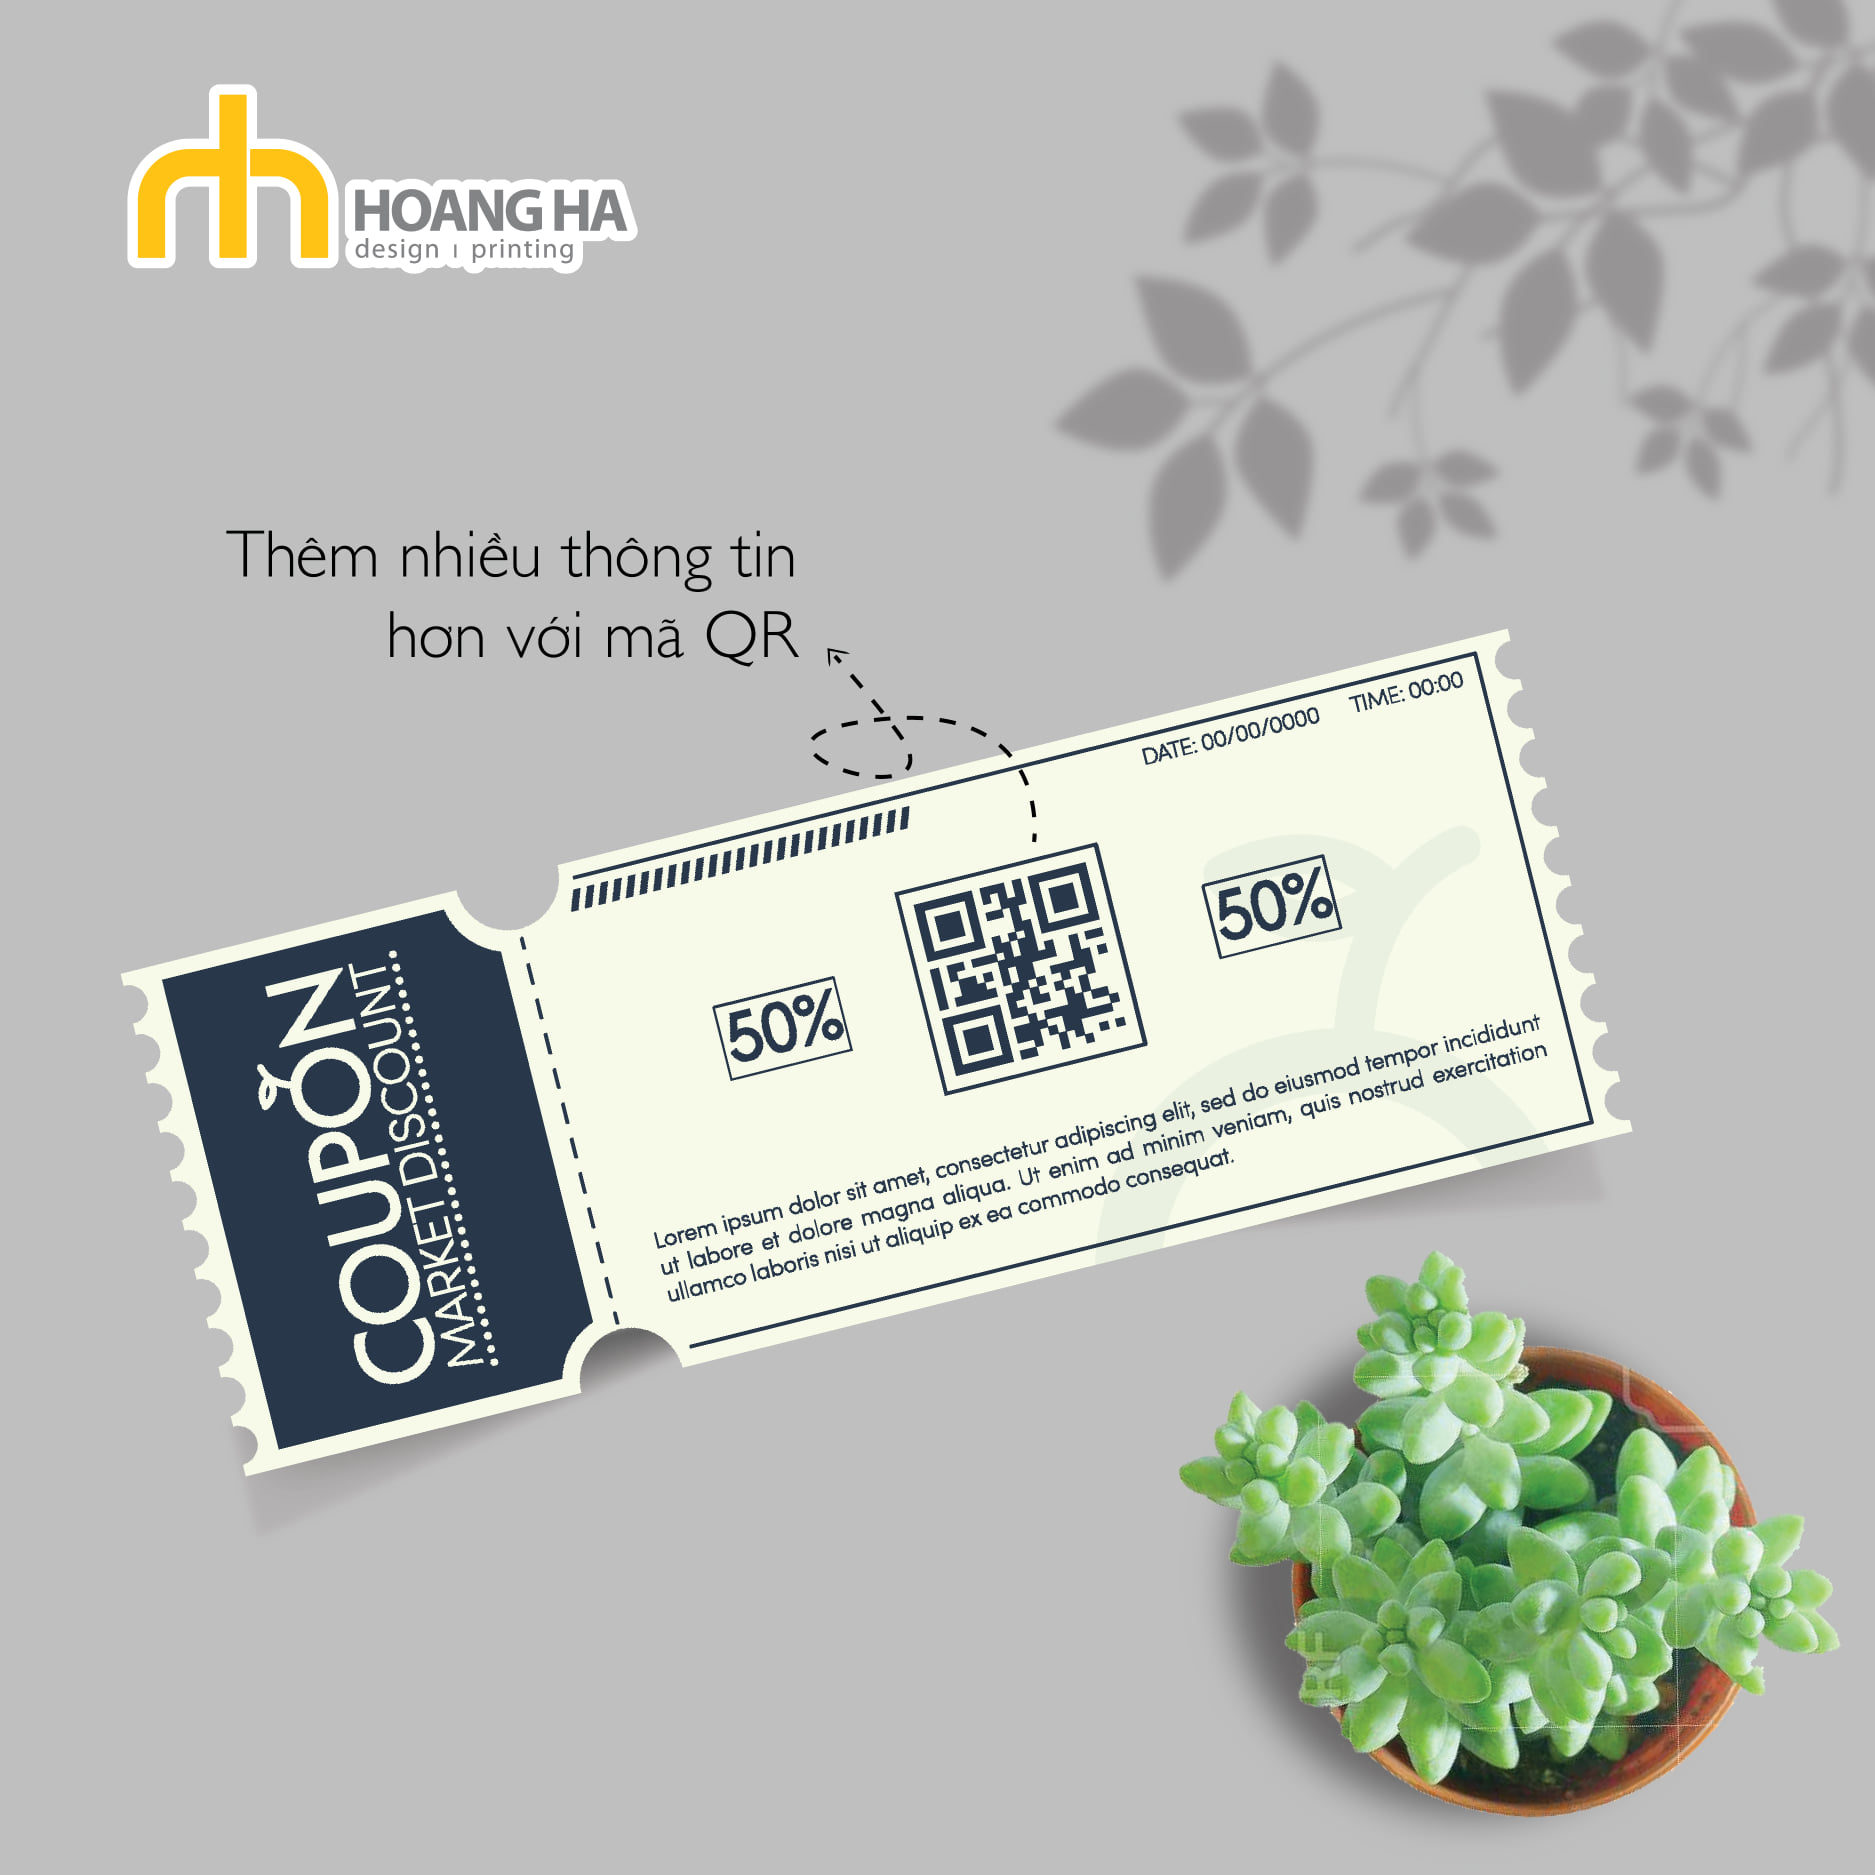 HOANG HA
design | printing
Thêm nhiều thông tin
hơn với mã QR
DATE: 00/00/0000 TIME: 00:00
COUPON
MARKET DISCOUNT
50%
50%
Lorem ipsum dolor sit amet, consectetur adipiscing elit, sed do eiusmod tempor incididunt
ut labore et dolore magna aliqua. Ut enim ad minim veniam, quis nostrud exercitation
ullamco laboris nisi ut aliquip ex ea commodo consequat.